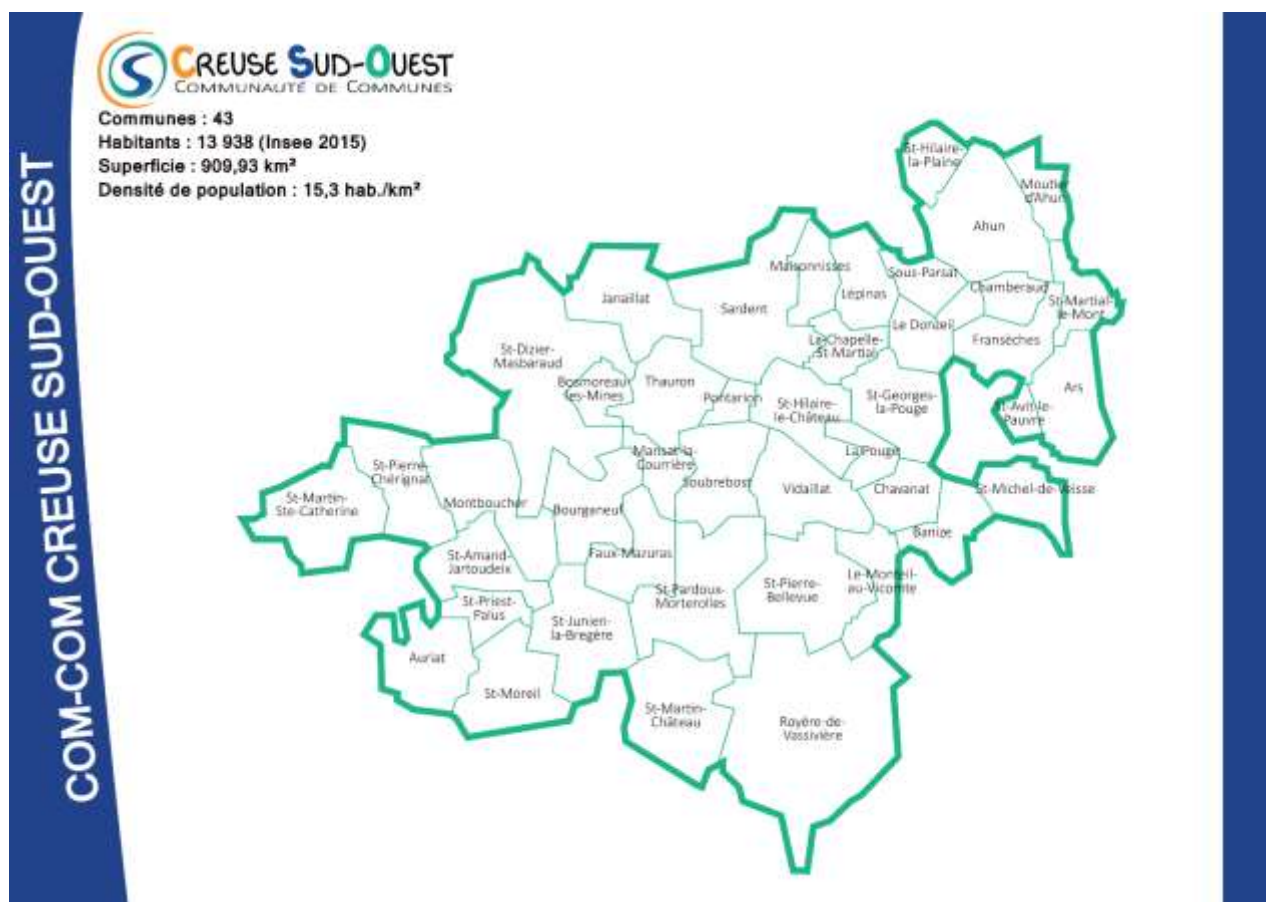 CREUSE SUD-OUEST
COMMUNAUTÉ DE COMMUNES
Communes : 43
Habitants : 13 938 (Insee 2015)
Superficie : 909,93 km²
Densité de population : 15,3 hab./km²
COM-COM CREUSE SUD-OUEST
St-Hilaire-
la-Plaine
Moutier
d'Ahun
Ahun
Maisonnisses
Sous-Parsat
Chamberaud
Janaillat
Lépinas
St-Martial-
le-Mont
Sardent
Le Donzeil
La-Chapelle-
St-Martial
Fransèches
St-Dizier-
Masbaraud
Bosmoreau-
les-Mines
Thauron
Pontarion
St-Hilaire-
le-Château
St-Georges-
la-Pouge
Ars
St-Avit-le-
Pauvre
La Pouge
Mansat-la-
Courrière
St-Pierre-
Chérignat
Soubrebost
Vidaillat
Chavanat
St-Michel-de-Veisse
St-Martin-
Ste-Catherine
Montboucher
Bourganeuf
Banize
St-Amand-
Jartoudeix
Faux-Mazuras
Le-Monteil-
au-Vicomte
St-Pardoux-
Morterolles
St-Pierre-
Bellevue
St-Priest-
Palus
St-Junien-
la-Bregère
Auriat
St-Moreil
St-Martin-
Château
Royère-de-
Vassivière